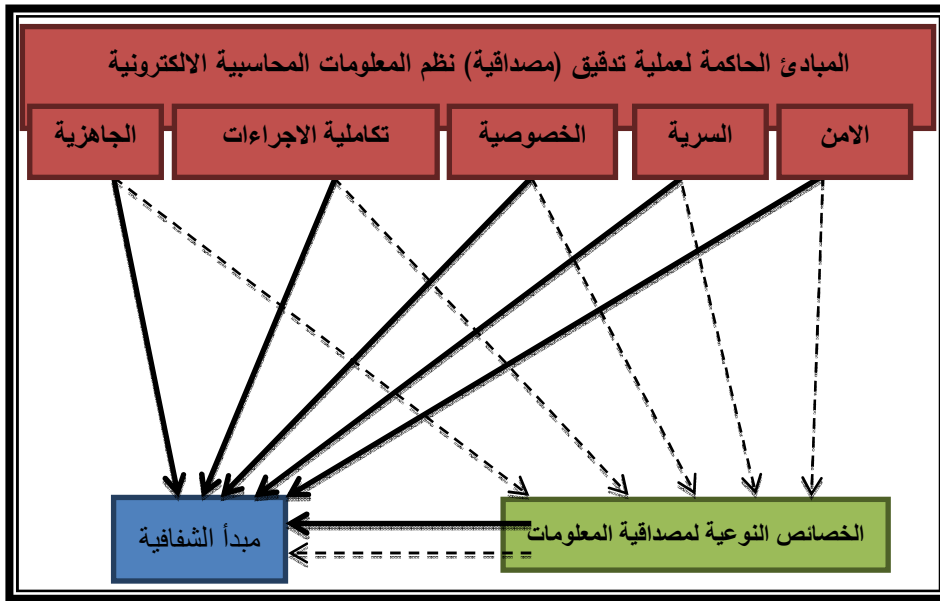 المبادئ الحاكمة لعملية تدقيق (مصداقية) نظم المعلومات المحاسبية الالكترونية
الامن
السرية
الخصوصية
تكاملية الاجراءات
الجاهزية
الخصائص النوعية لمصداقية المعلومات
مبدأ الشفافية